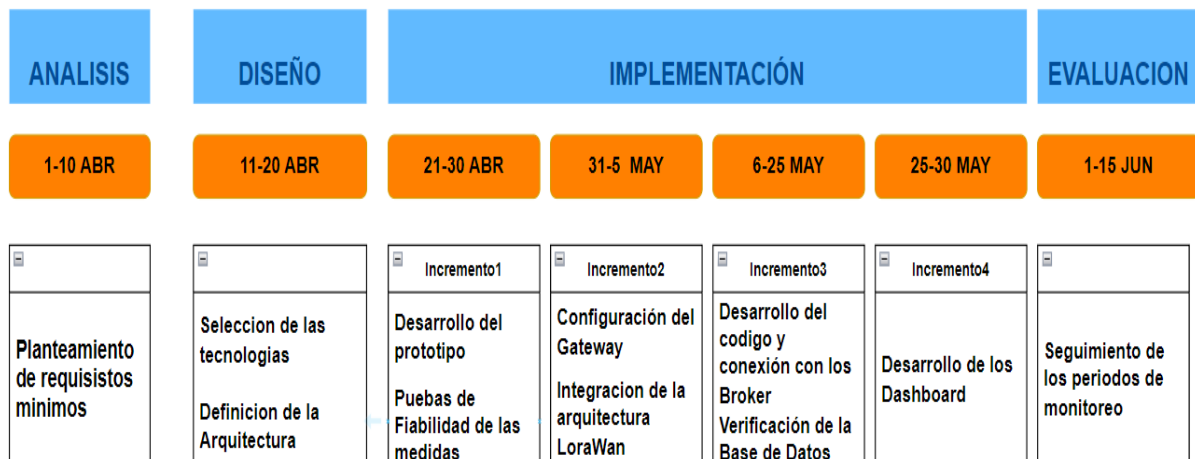 ANALISIS
DISEÑO
IMPLEMENTACIÓN
EVALUACION
1-10 ABR
11-20 ABR
21-30 ABR
31-5 MAY
6-25 MAY
25-30 MAY
1-15 JUN
Incremento1
Incremento2
Incremento3
Incremento4
Planteamiento
de requisistos
minimos
Seleccion de las
tecnologias
Definicion de la
Arquitectura
Desarrollo del
prototipo
Puebas de
Fiabilidad de las
medidas
Configuración del
Gateway
Integracion de la
arquitectura
LoraWan
Desarrollo del
codigo y
conexión con los
Broker
Verificación de la
Base de Datos
Desarrollo de los
Dashboard
Seguimiento de
los periodos de
monitoreo